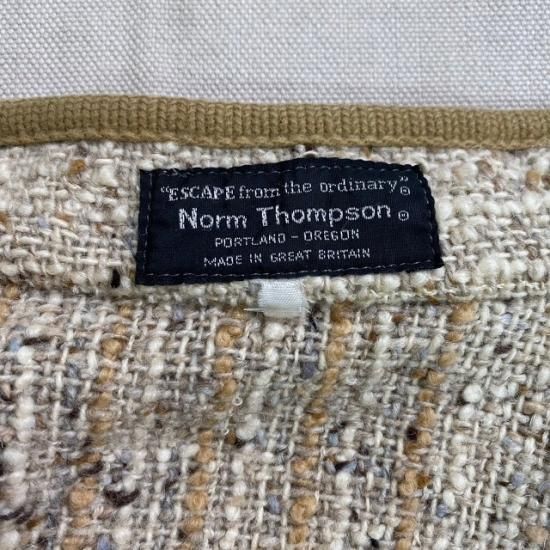 "ESCAPE from the ordinary"®
Norm Thompson ®
PORTLAND - OREGON
MADE IN GREAT BRITAIN